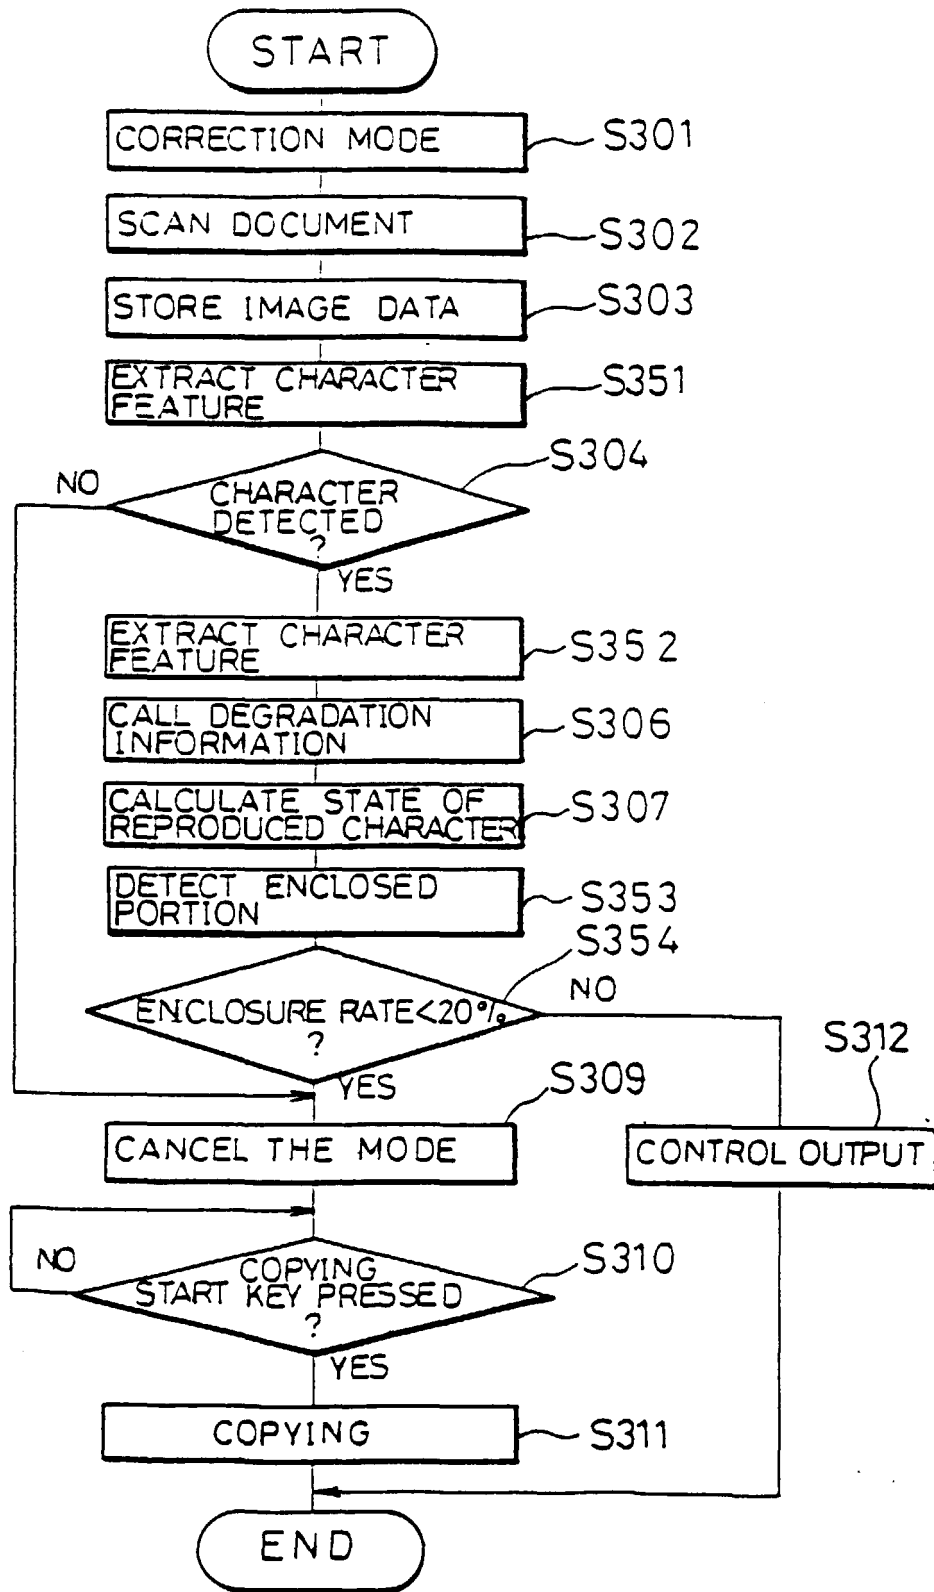 START
CORRECTION MODE
S301
SCAN DOCUMENT
S302
STORE IMAGE DATA
S303
EXTRACT CHARACTER
FEATURE
S351
S304
NO
CHARACTER
DETECTED
?
YES
EXTRACT CHARACTER
FEATURE
S352
CALL DEGRADATION
INFORMATION
S306
CALCULATE STATE OF
REPRODUCED CHARACTER
S307
DETECT ENCLOSED
PORTION
S353
S354
ENCLOSURE RATE<20%
?
NO
YES
S309
S312
CANCEL THE MODE
CONTROL OUTPUT
NO
COPYING
START KEY PRESSED
?
S310
YES
COPYING
S311
END